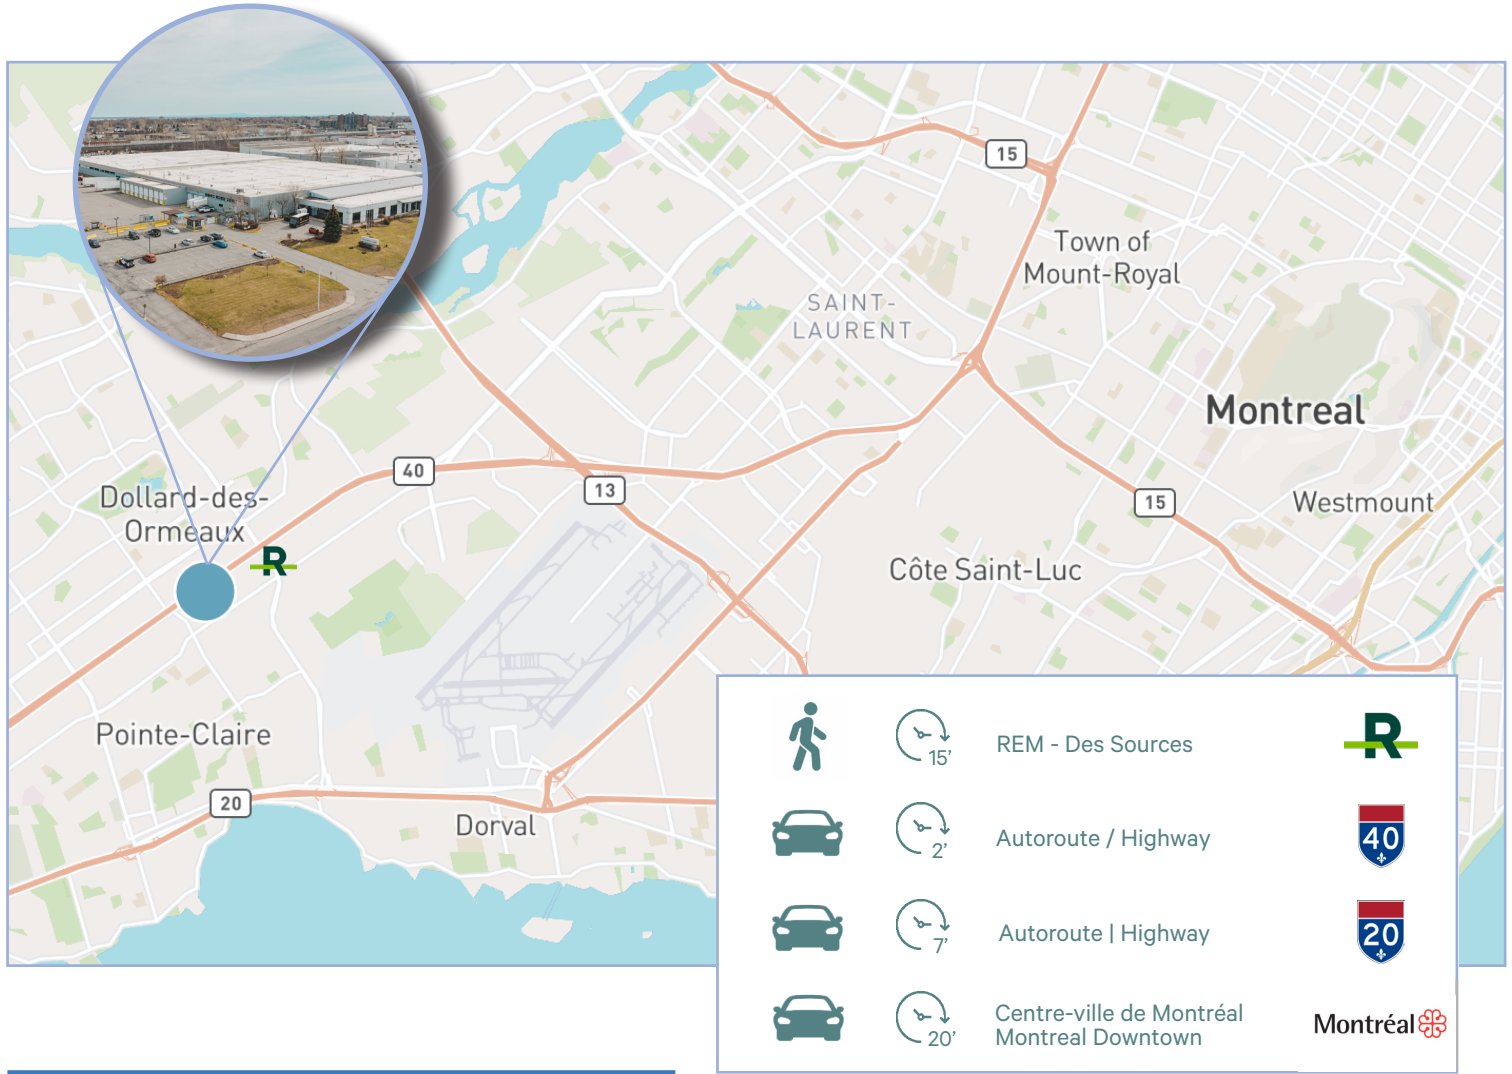 15
Town of
Mount-Royal
SAINT-
LAURENT
Montreal
40
13
Dollard-des-
Ormeaux
R
15
Westmount
Côte Saint-Luc
Pointe-Claire
20
Dorval
15’ REM - Des Sources R
2’ Autoroute / Highway 40
7’ Autoroute | Highway 20
20’ Centre-ville de Montréal
Montreal Downtown
Montréal